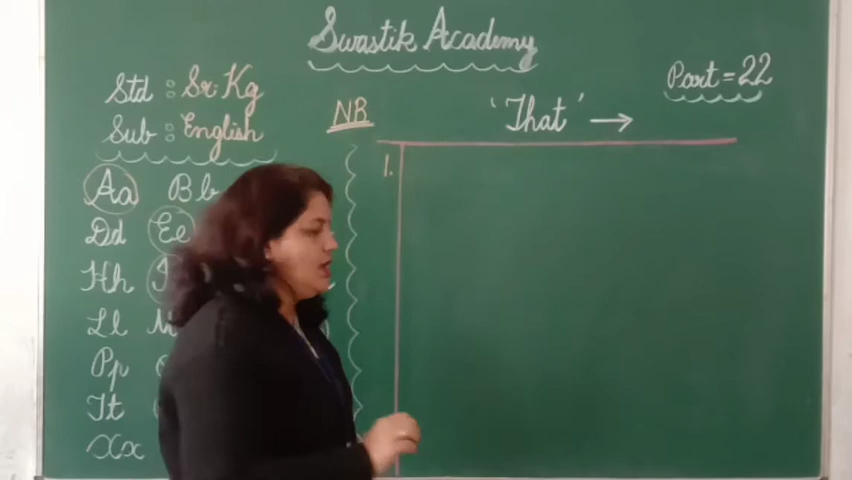 Swastik Academy
Part = 22
Std : Sr. Kg
Sub : English
NB
'That' →
1.
Aa Bb
Dd Ee
Hh
Ll
Pp
Tt
Xx